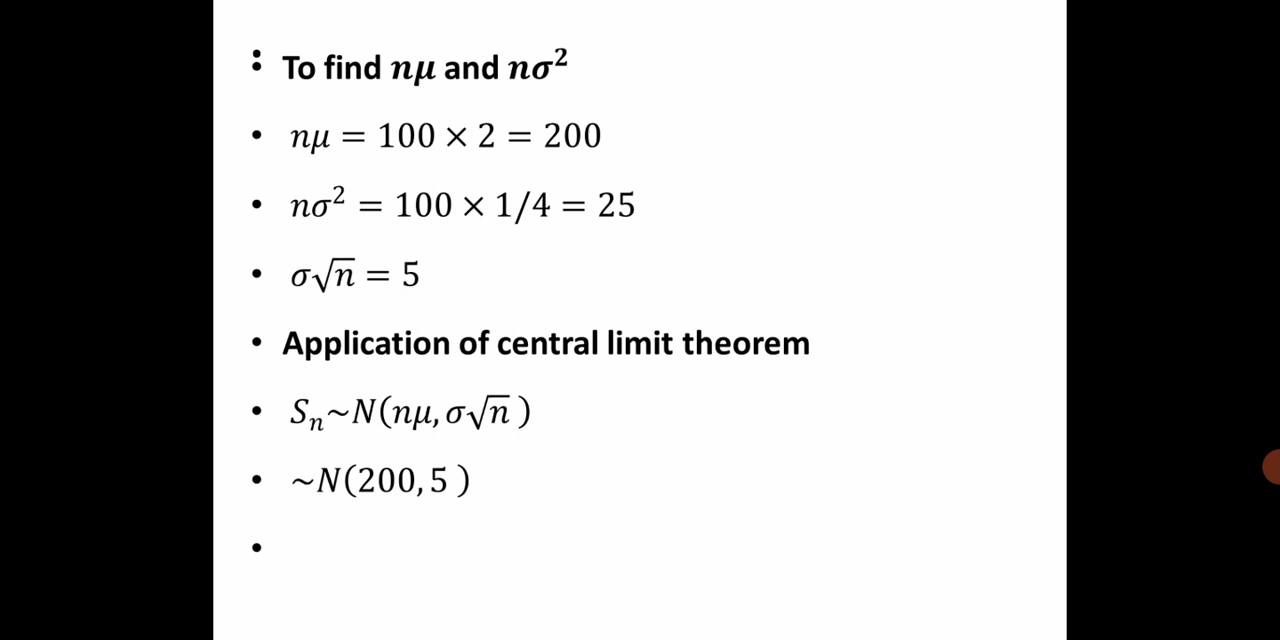 To find nμ and nσ²
• nμ = 100 × 2 = 200
• nσ² = 100 × 1/4 = 25
• σ√n = 5
• Application of central limit theorem
• Sₙ~N(nμ, σ√n )
• ~N(200, 5 )
•